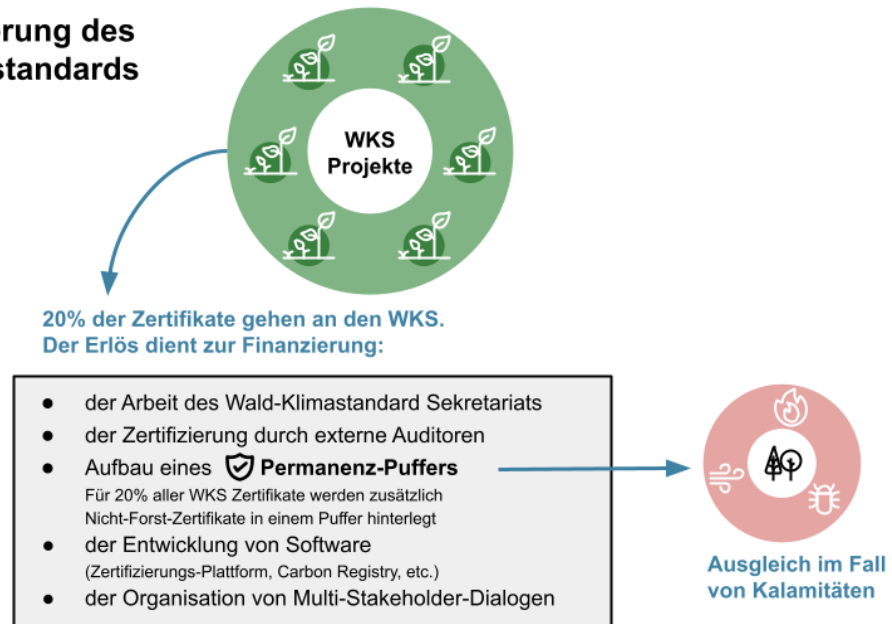 erung des
standards
WKS
Projekte
20% der Zertifikate gehen an den WKS.
Der Erlös dient zur Finanzierung:
● der Arbeit des Wald-Klimastandard Sekretariats
● der Zertifizierung durch externe Auditoren
● Aufbau eines Permanenz-Puffers
Für 20% aller WKS Zertifikate werden zusätzlich
Nicht-Forst-Zertifikate in einem Puffer hinterlegt
● der Entwicklung von Software
(Zertifizierungs-Plattform, Carbon Registry, etc.)
● der Organisation von Multi-Stakeholder-Dialogen
Ausgleich im Fall
von Kalamitäten